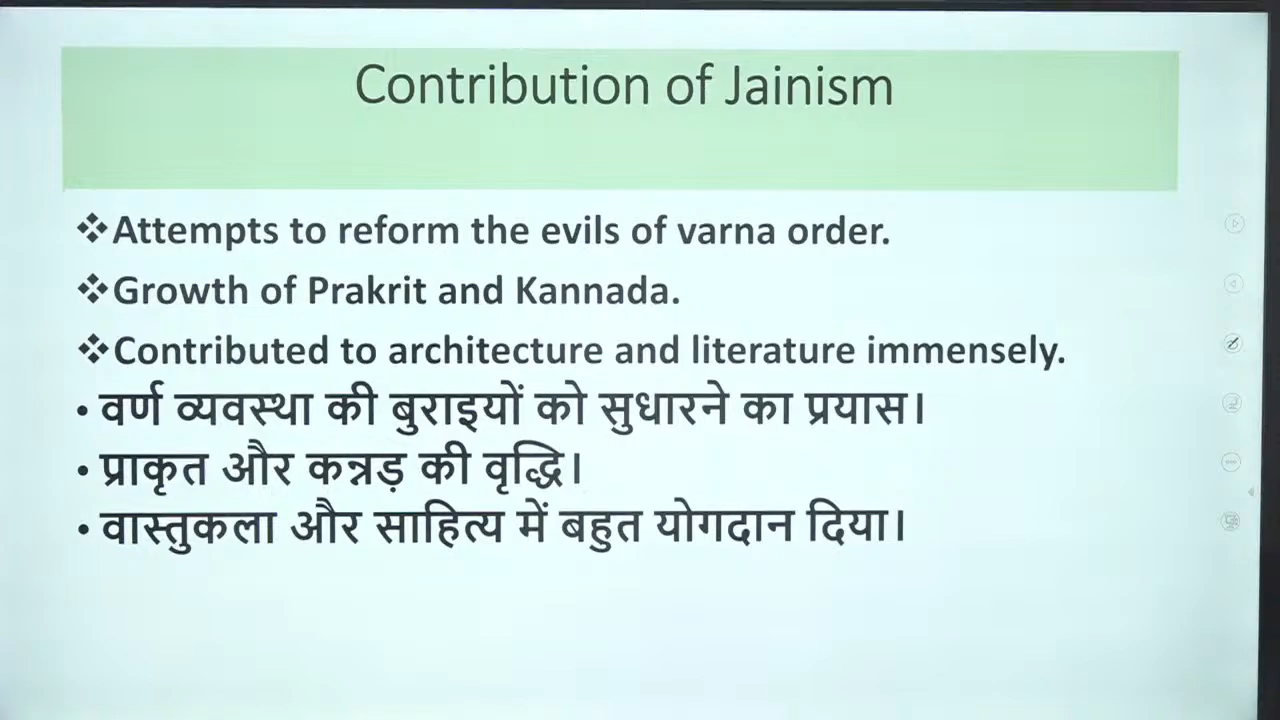 Contribution of Jainism
❖Attempts to reform the evils of varna order.
❖Growth of Prakrit and Kannada.
❖Contributed to architecture and literature immensely.
• वर्ण व्यवस्था की बुराइयों को सुधारने का प्रयास।
• प्राकृत और कन्नड़ की वृद्धि।
• वास्तुकला और साहित्य में बहुत योगदान दिया।